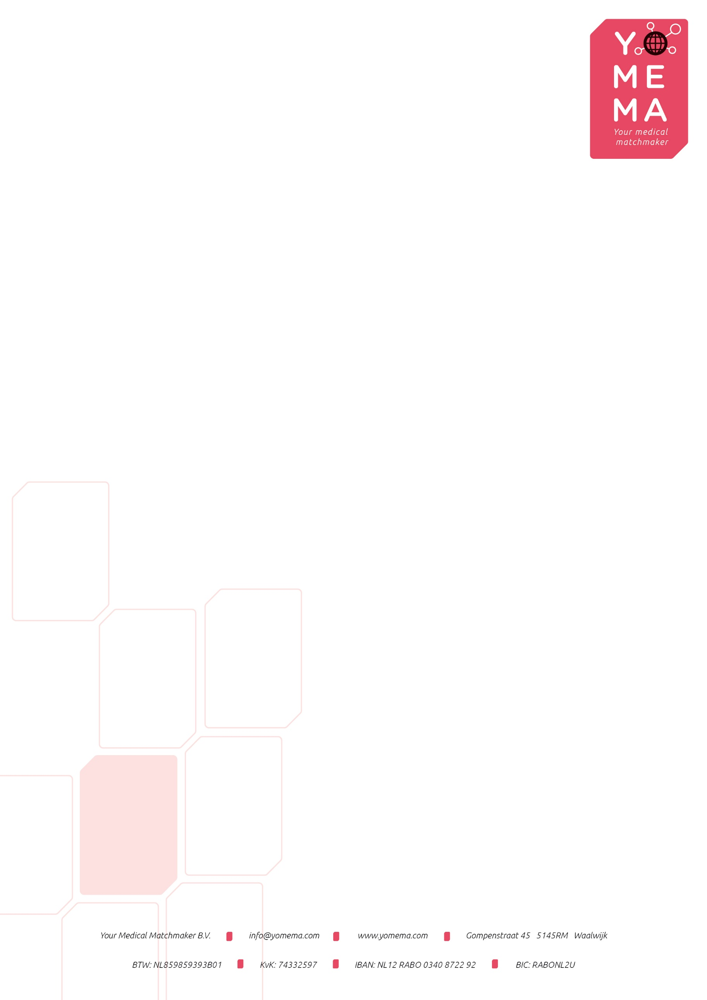 YO
ME
MA
Your medical
matchmaker
Your Medical Matchmaker B.V. info@yomema.com www.yomema.com Gompenstraat 45 5145RM Waalwijk
BTW: NL859859393B01 KvK: 74332597 IBAN: NL12 RABO 0340 8722 92 BIC: RABONL2U